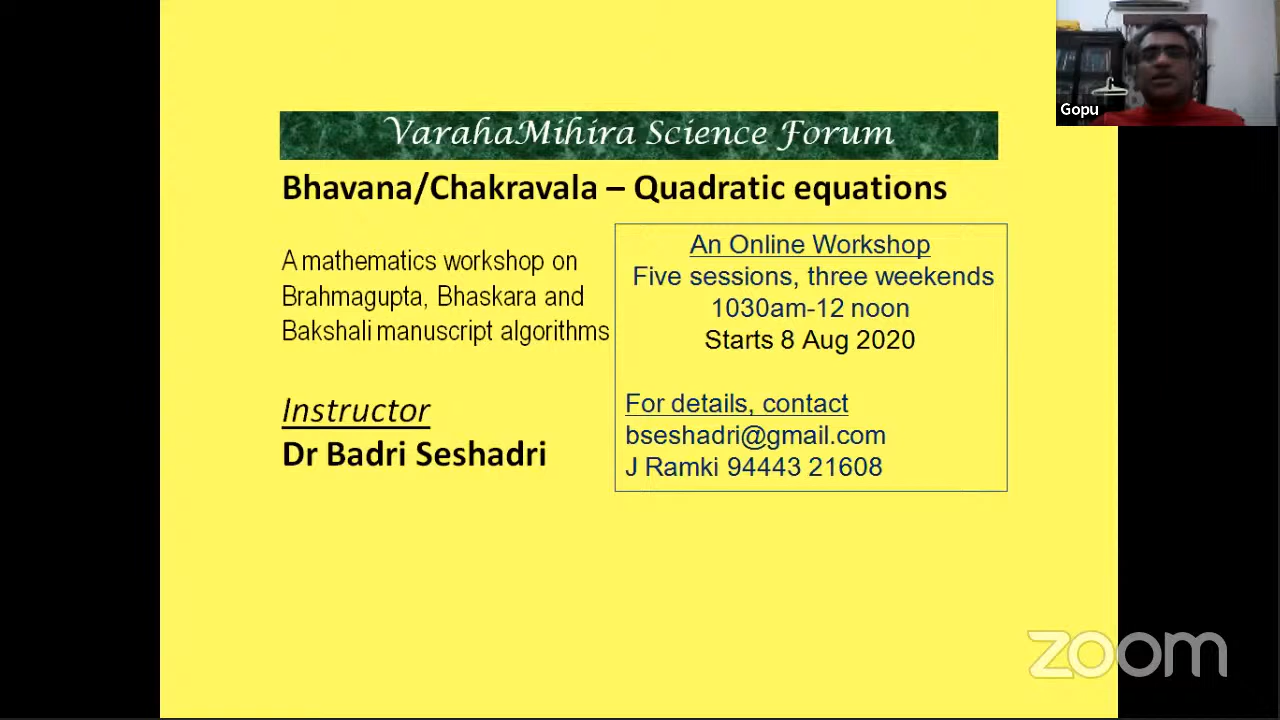 VarahaMihira Science Forum
Bhavana/Chakravala – Quadratic equations
A mathematics workshop on
Brahmagupta, Bhaskara and
Bakshali manuscript algorithms
Instructor
Dr Badri Seshadri
An Online Workshop
Five sessions, three weekends
1030am-12 noon
Starts 8 Aug 2020
For details, contact
bseshadri@gmail.com
J Ramki 94443 21608
Gopu
zoom